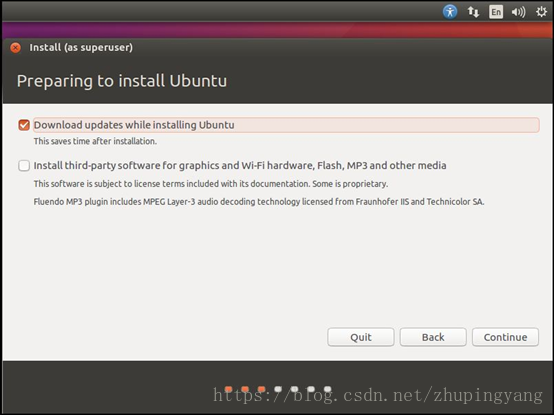 En
Install (as superuser)
Preparing to install Ubuntu
Download updates while installing Ubuntu
This saves time after installation.
Install third-party software for graphics and Wi-Fi hardware, Flash, MP3 and other media
This software is subject to license terms included with its documentation. Some is proprietary.
Fluendo MP3 plugin includes MPEG Layer-3 audio decoding technology licensed from Fraunhofer IIS and Technicolor SA.
Quit Back Continue
https://blog.csdn.net/zhupingyang